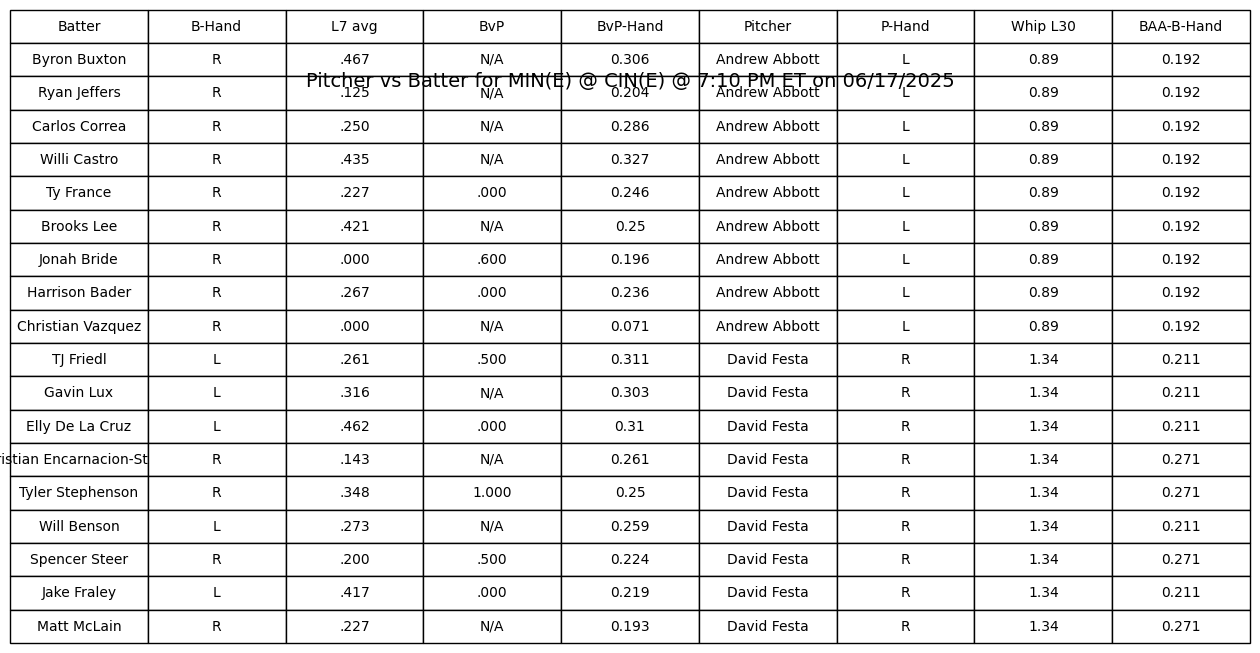 Batter B-Hand L7 avg BvP BvP-Hand Pitcher P-Hand Whip L30 BAA-B-Hand
Byron Buxton R .467 N/A 0.306 Andrew Abbott L 0.89 0.192
Pitcher vs Batter for MIN(E) @ CIN(E) @ 7:10 PM ET on 06/17/2025
Ryan Jeffers R .125 N/A 0.204 Andrew Abbott L 0.89 0.192
Carlos Correa R .250 N/A 0.286 Andrew Abbott L 0.89 0.192
Willi Castro R .435 N/A 0.327 Andrew Abbott L 0.89 0.192
Ty France R .227 .000 0.246 Andrew Abbott L 0.89 0.192
Brooks Lee R .421 N/A 0.25 Andrew Abbott L 0.89 0.192
Jonah Bride R .000 .600 0.196 Andrew Abbott L 0.89 0.192
Harrison Bader R .267 .000 0.236 Andrew Abbott L 0.89 0.192
Christian Vazquez R .000 N/A 0.071 Andrew Abbott L 0.89 0.192
TJ Friedl L .261 .500 0.311 David Festa R 1.34 0.211
Gavin Lux L .316 N/A 0.303 David Festa R 1.34 0.211
Elly De La Cruz L .462 .000 0.31 David Festa R 1.34 0.211
istian Encarnacion-St R .143 N/A 0.261 David Festa R 1.34 0.271
Tyler Stephenson R .348 1.000 0.25 David Festa R 1.34 0.271
Will Benson L .273 N/A 0.259 David Festa R 1.34 0.211
Spencer Steer R .200 .500 0.224 David Festa R 1.34 0.271
Jake Fraley L .417 .000 0.219 David Festa R 1.34 0.211
Matt McLain R .227 N/A 0.193 David Festa R 1.34 0.271